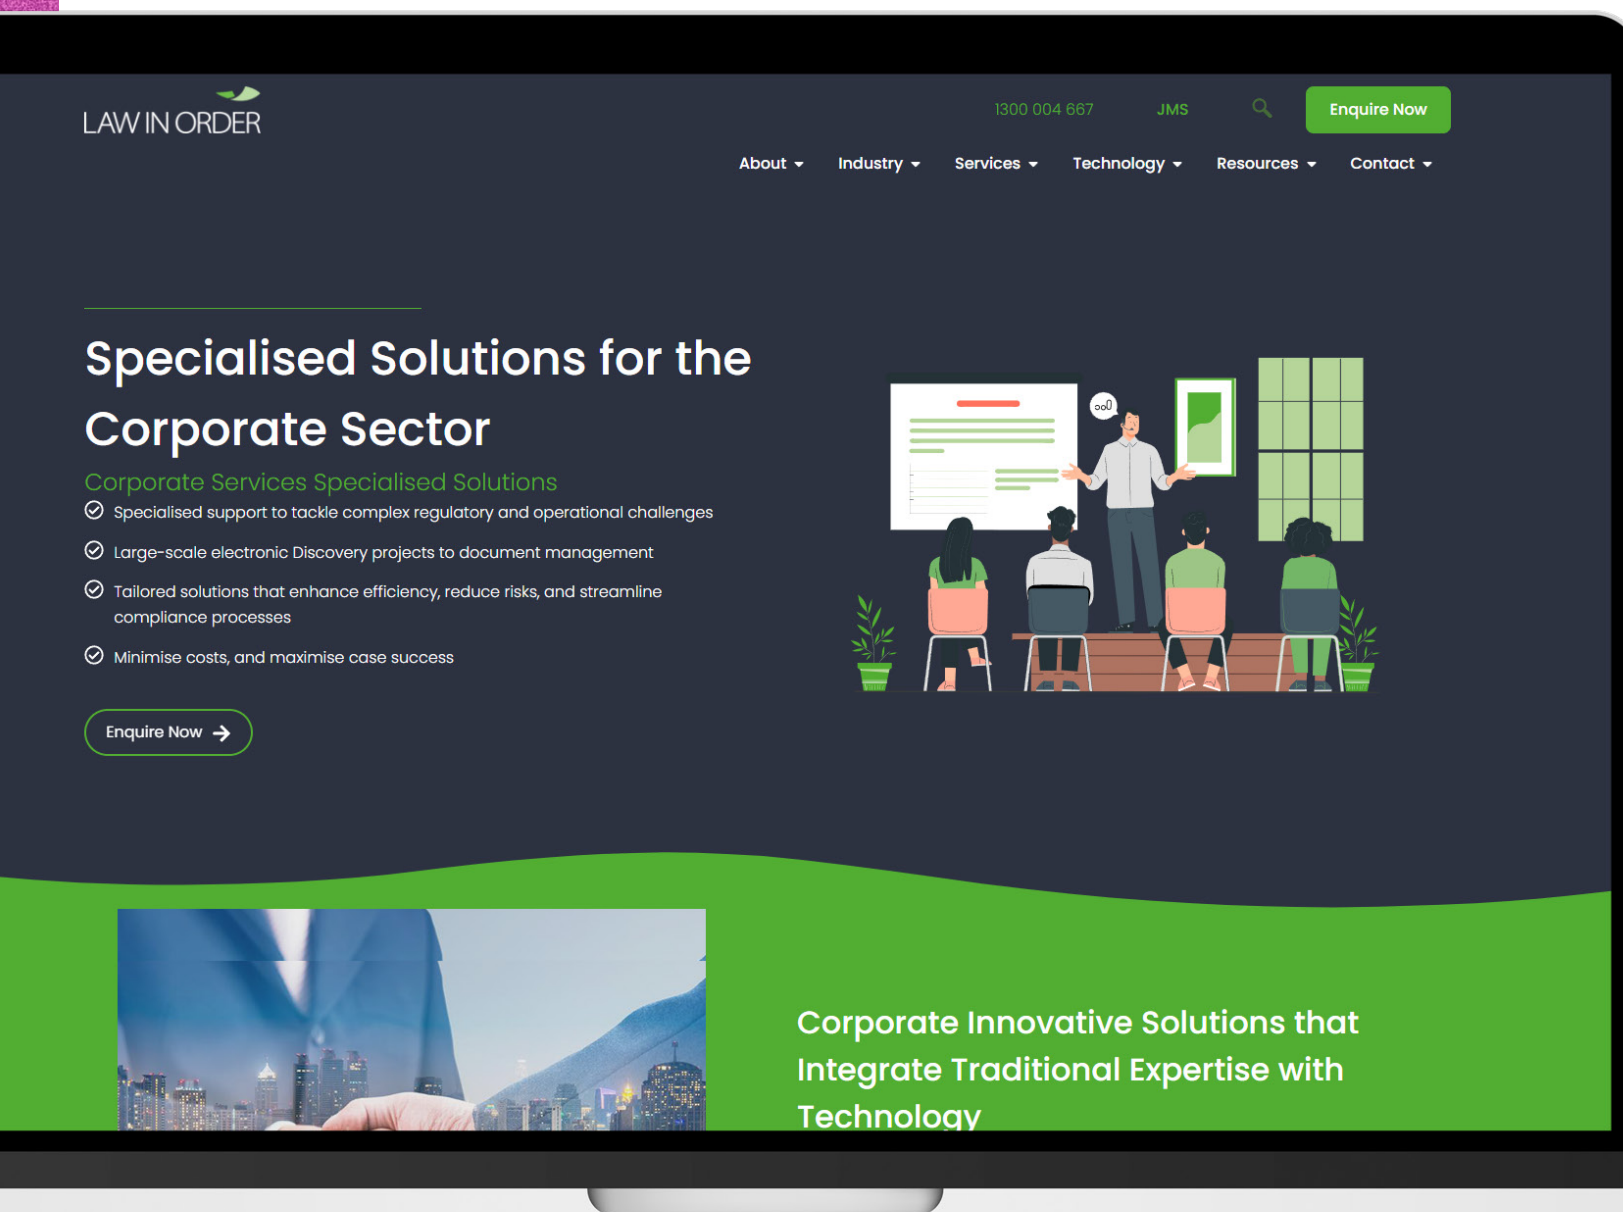 LAW IN ORDER
1300 004 667 JMS Enquire Now
About Industry Services Technology Resources Contact
Specialised Solutions for the
Corporate Sector
Corporate Services Specialised Solutions
Specialised support to tackle complex regulatory and operational challenges
Large-scale electronic Discovery projects to document management
Tailored solutions that enhance efficiency, reduce risks, and streamline
compliance processes
Minimise costs, and maximise case success
Enquire Now
Corporate Innovative Solutions that
Integrate Traditional Expertise with
Technology